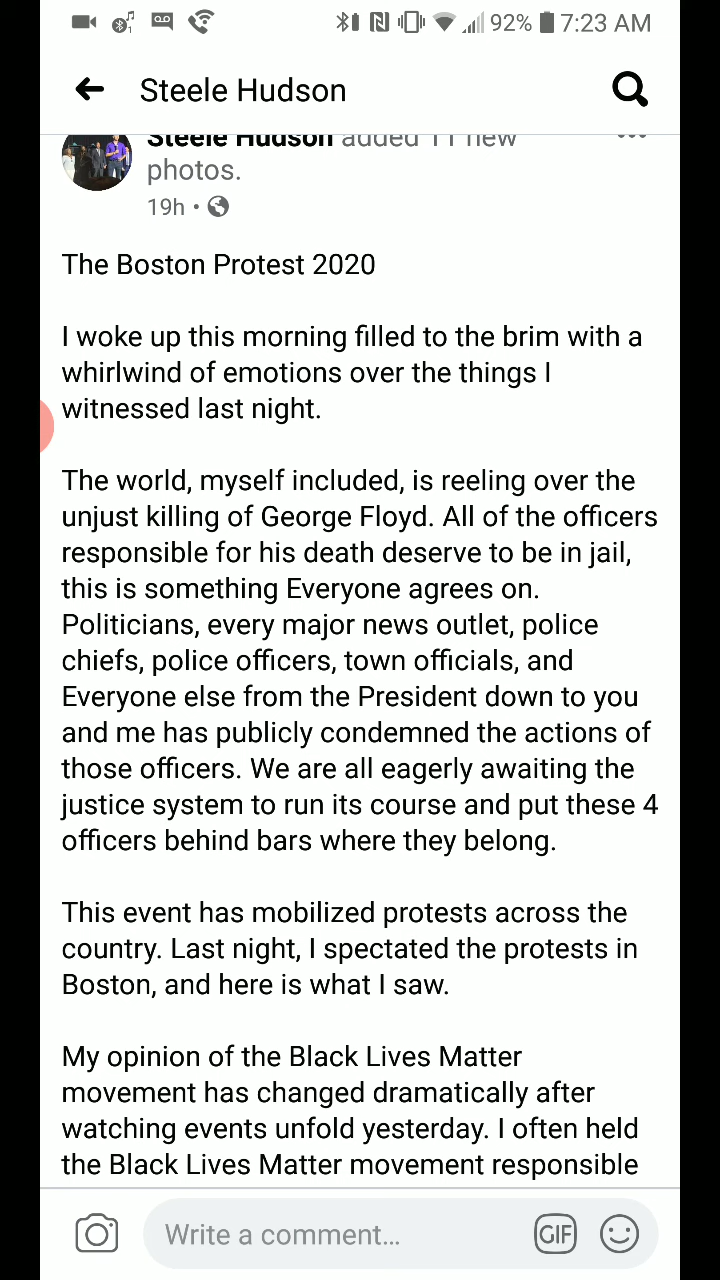 92% 7:23 AM
Steele Hudson
Steele Hudson added 11 new
photos.
19h •
The Boston Protest 2020
I woke up this morning filled to the brim with a
whirlwind of emotions over the things I
witnessed last night.
The world, myself included, is reeling over the
unjust killing of George Floyd. All of the officers
responsible for his death deserve to be in jail,
this is something Everyone agrees on.
Politicians, every major news outlet, police
chiefs, police officers, town officials, and
Everyone else from the President down to you
and me has publicly condemned the actions of
those officers. We are all eagerly awaiting the
justice system to run its course and put these 4
officers behind bars where they belong.
This event has mobilized protests across the
country. Last night, I spectated the protests in
Boston, and here is what I saw.
My opinion of the Black Lives Matter
movement has changed dramatically after
watching events unfold yesterday. I often held
the Black Lives Matter movement responsible
Write a comment...
GIF